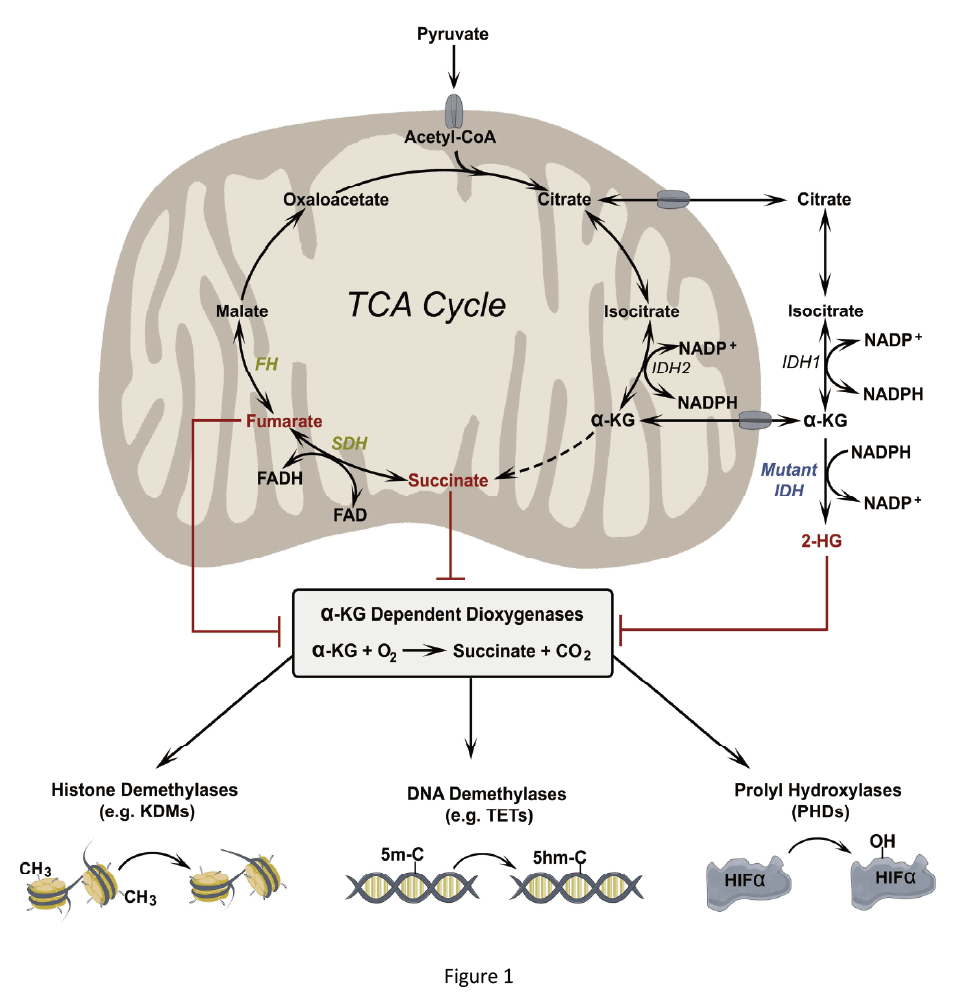 Pyruvate
Acetyl-CoA
Oxaloacetate
Citrate
Citrate
TCA Cycle
Malate
Isocitrate
Isocitrate
NADP+
IDH2
NADPH
IDH1
NADP+
NADPH
FH
Fumarate
α-KG
α-KG
SDH
FADH
FAD
Succinate
Mutant
IDH
NADPH
NADP+
2-HG
α-KG Dependent Dioxygenases
α-KG + O2 → Succinate + CO2
Histone Demethylases
(e.g. KDMs)
DNA Demethylases
(e.g. TETs)
Prolyl Hydroxylases
(PHDs)
CH3
CH3
5m-C
5hm-C
HIFα
OH
HIFα
Figure 1